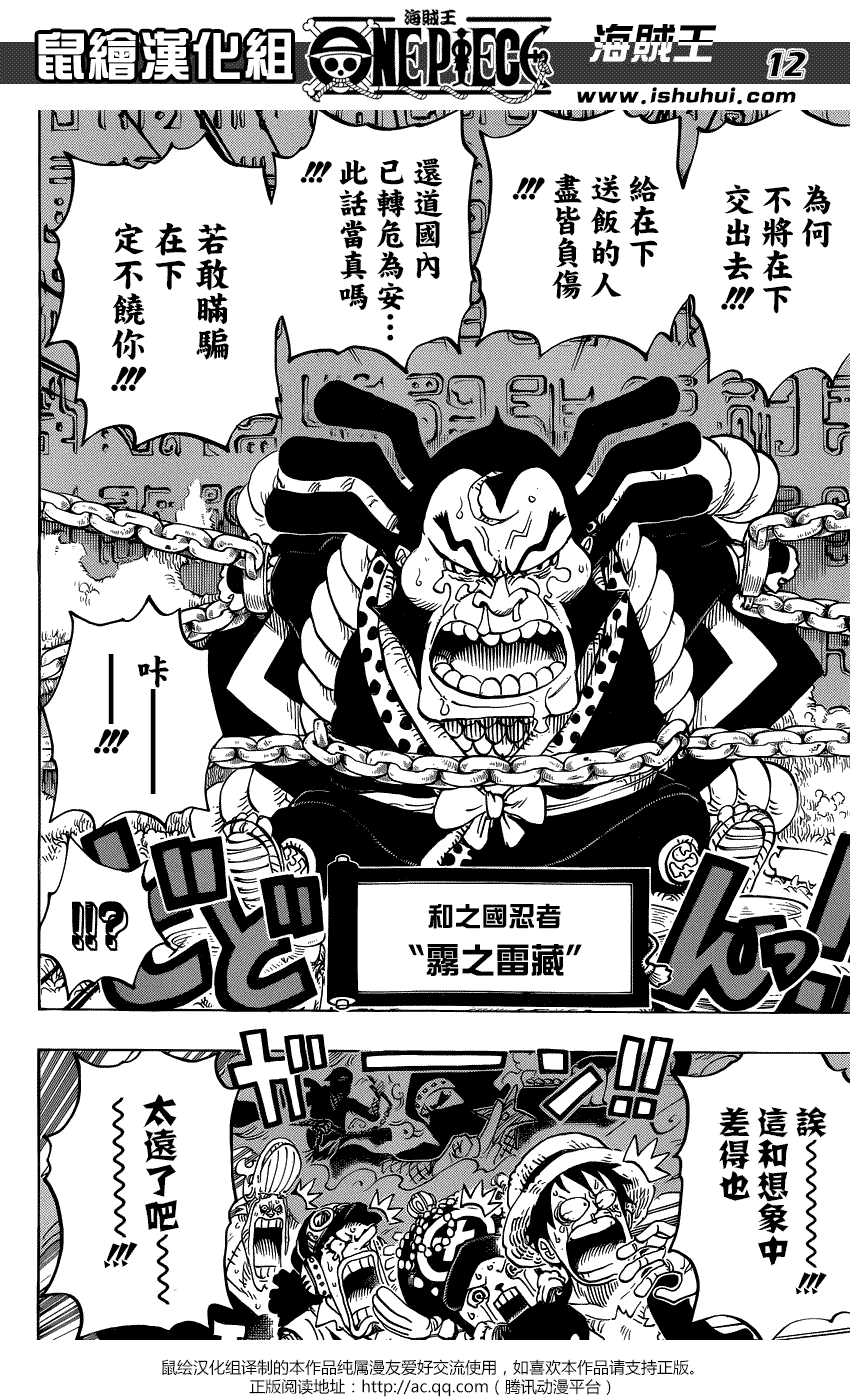 鼠繪漢化組
海賊王
ONE PIECE
海賊王
12
www.ishuhui.com
為何
不將在下
交出去!!!
給在下
送飯的人
盡皆負傷
!!!
還道國內
已轉危為安…
此話當真嗎
!!!
若敢瞞騙
在下
定不饒你!!!
咔——
——!!!
!!?
どどんっ!!
和之國忍者
“霧之雷藏”
ガーン!!
誒~~~!!!
這和想象中
差得也
太遠了吧~~
~~!!!
鼠绘汉化组译制的本作品纯属漫友爱好交流使用，如喜欢本作品请支持正版。
正版阅读地址：http://ac.qq.com（腾讯动漫平台）